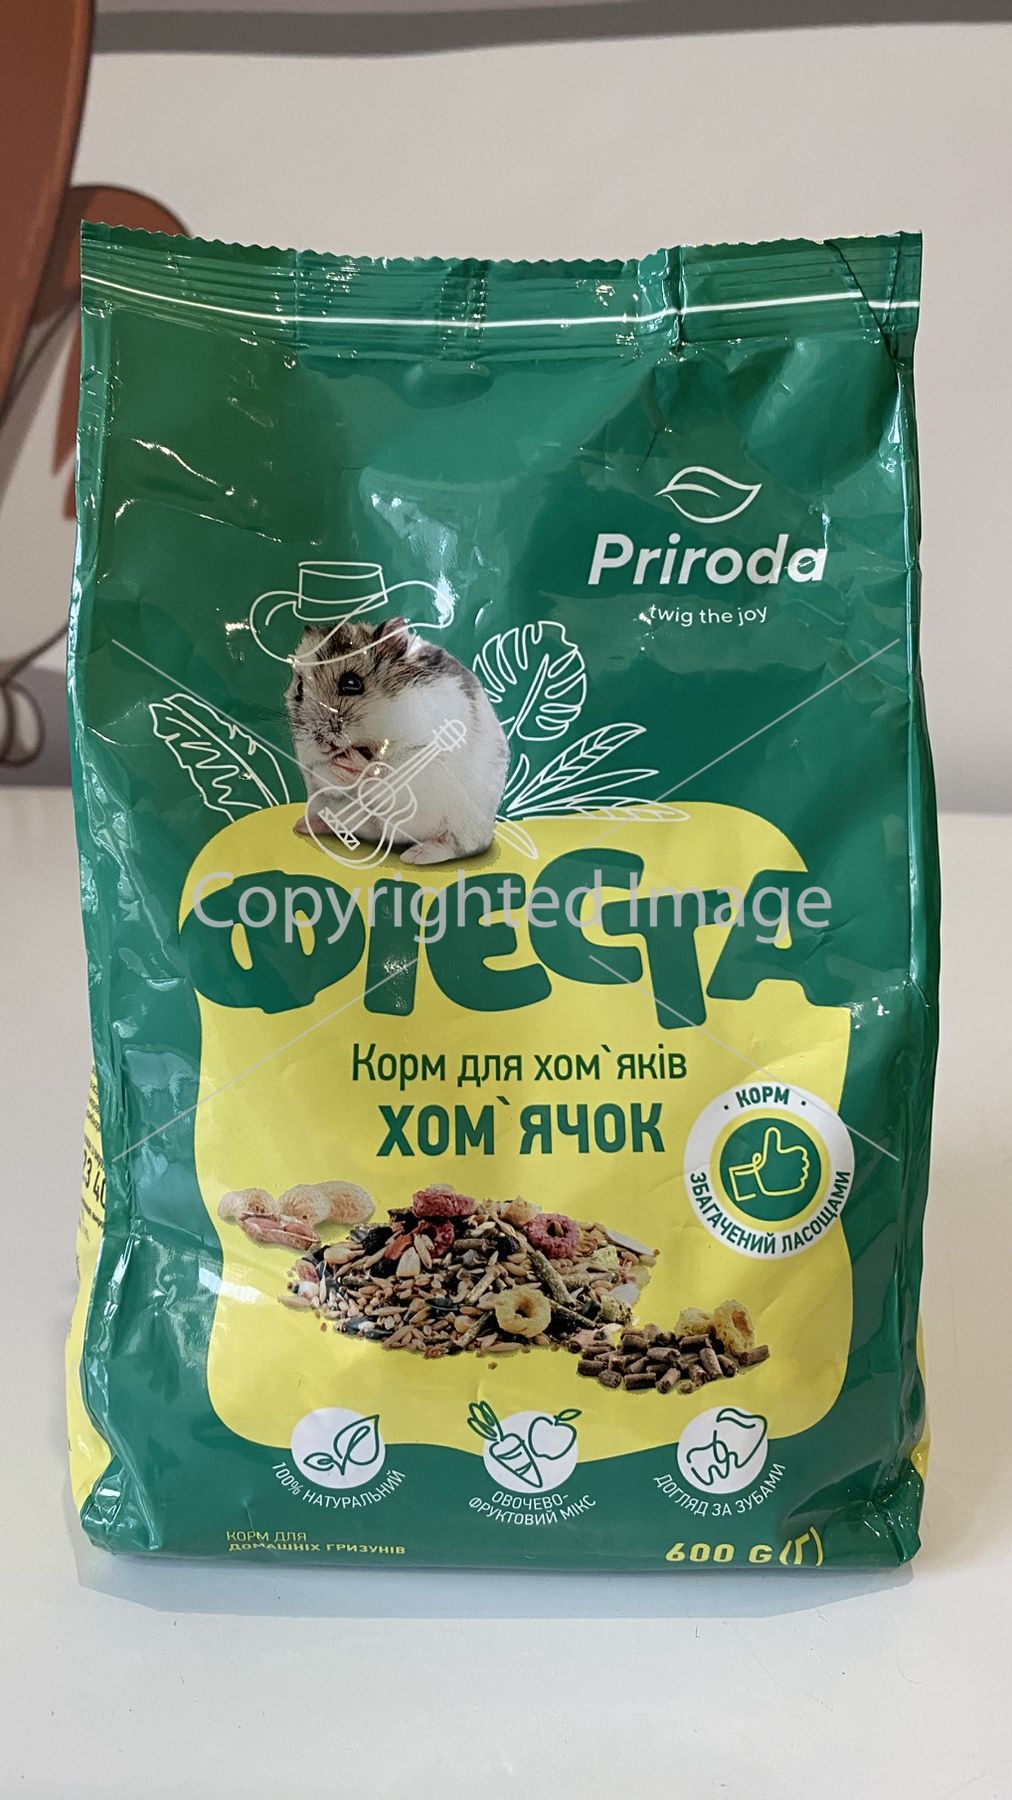 Priroda
twig the joy
ФІЄСТА
Copyrighted Image
Корм для хом`яків
ХОМ`ЯЧОК
· КОРМ ·
ЗБАГАЧЕНИЙ ЛАСОЩАМИ
100% НАТУРАЛЬНИЙ
ОВОЧЕВО-
ФРУКТОВИЙ МІКС
ДОГЛЯД ЗА ЗУБАМИ
КОРМ ДЛЯ
ДОМАШНІХ ГРИЗУНІВ
600 G (Г)